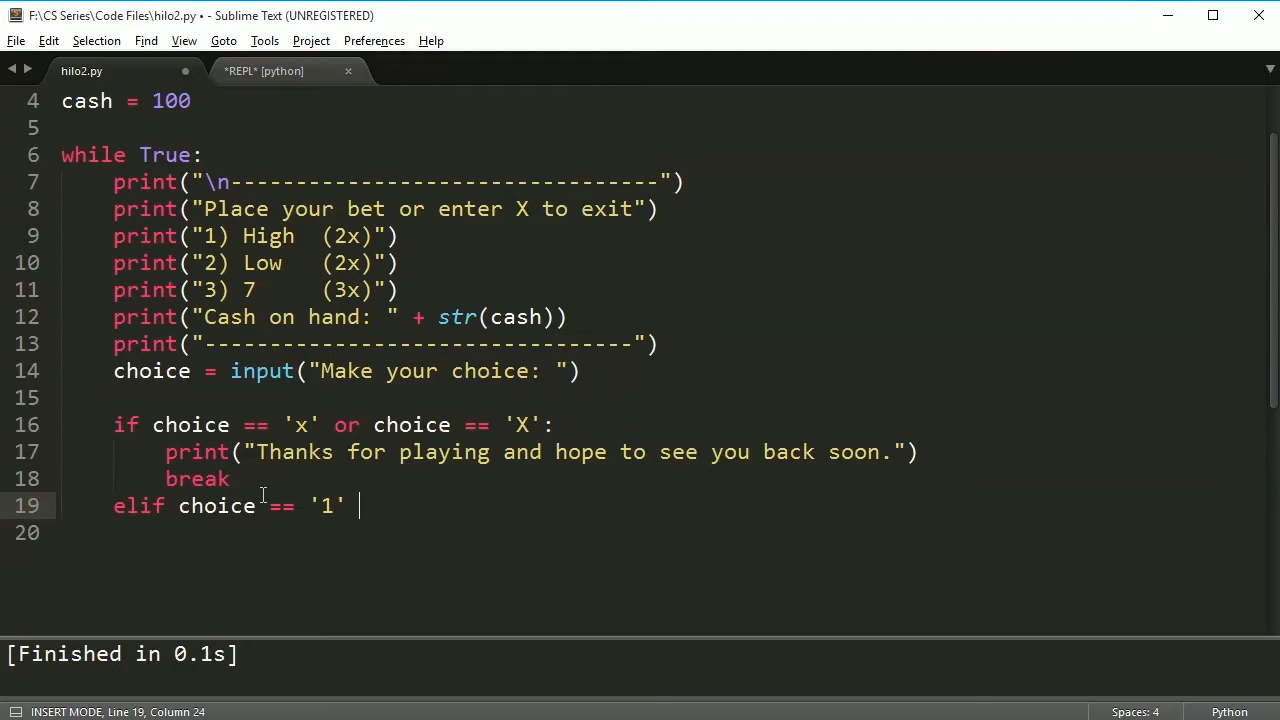 F:\CS Series\Code Files\hilo2.py • - Sublime Text (UNREGISTERED)
File Edit Selection Find View Goto Tools Project Preferences Help
hilo2.py *REPL* [python]
4 cash = 100
5
6 while True:
7     print("\n---------------------------------")
8     print("Place your bet or enter X to exit")
9     print("1) High  (2x)")
10     print("2) Low   (2x)")
11     print("3) 7     (3x)")
12     print("Cash on hand: " + str(cash))
13     print("---------------------------------")
14     choice = input("Make your choice: ")
15
16     if choice == 'x' or choice == 'X':
17         print("Thanks for playing and hope to see you back soon.")
18         break
19     elif choice == '1'
20
[Finished in 0.1s]
INSERT MODE, Line 19, Column 24 Spaces: 4 Python